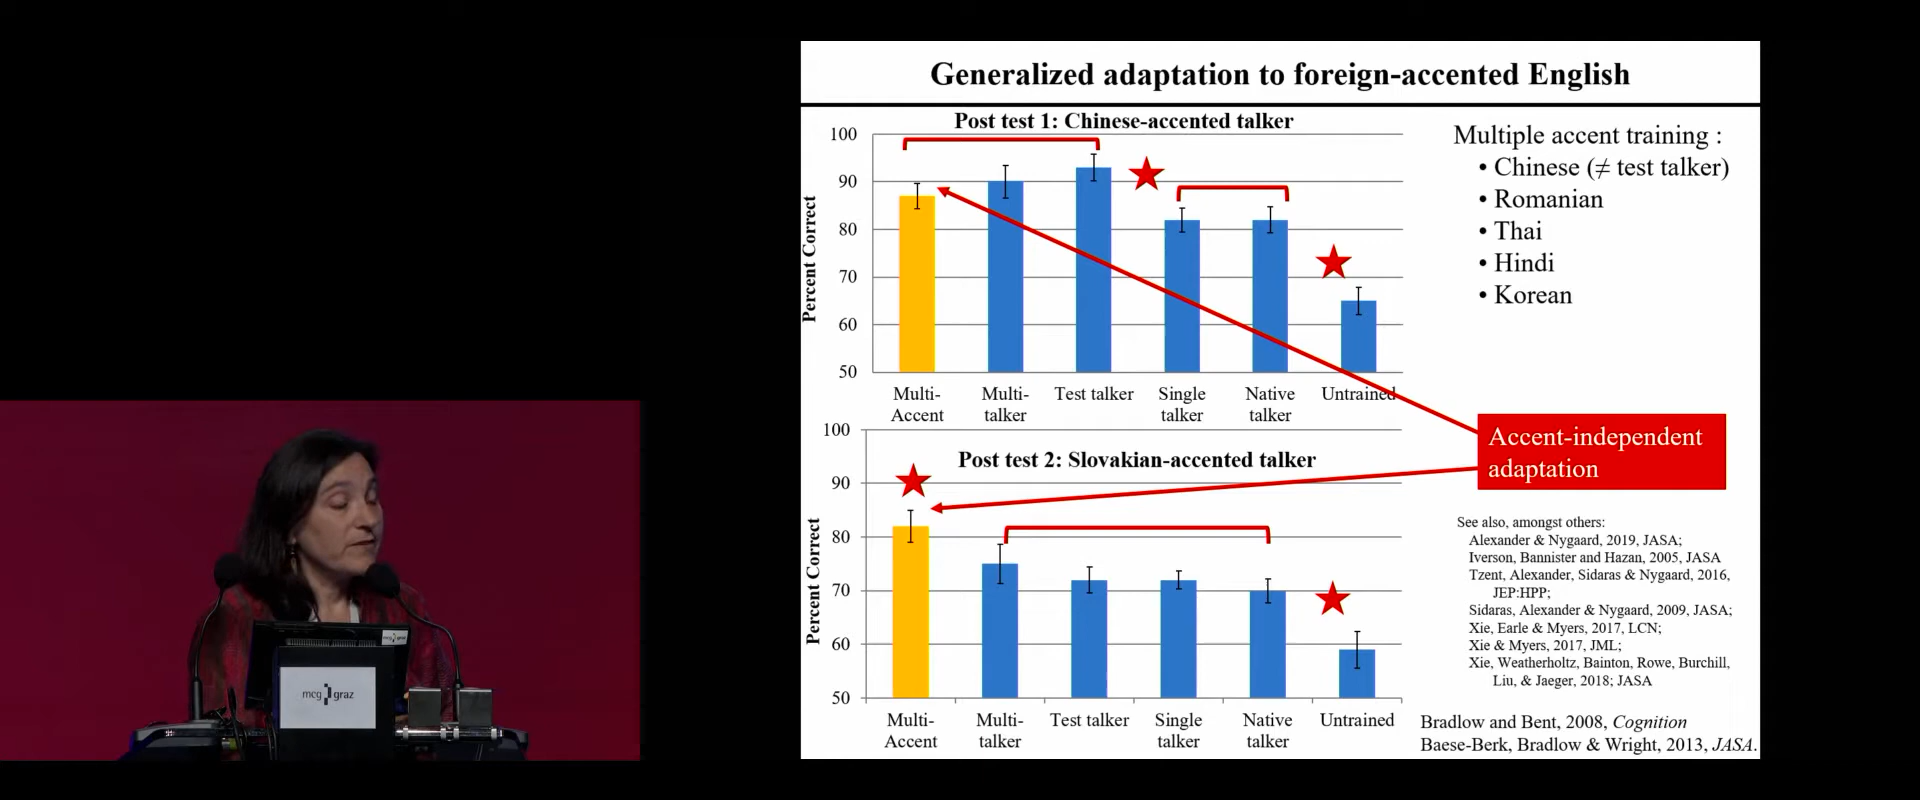 Generalized adaptation to foreign-accented English
Post test 1: Chinese-accented talker
100
90
80
70
60
50
Percent Correct
Multi-
Accent
Multi-
talker
Test talker
Single
talker
Native
talker
Untrained
Multiple accent training :
• Chinese (≠ test talker)
• Romanian
• Thai
• Hindi
• Korean
Accent-independent
adaptation
Post test 2: Slovakian-accented talker
100
90
80
70
60
50
Percent Correct
Multi-
Accent
Multi-
talker
Test talker
Single
talker
Native
talker
Untrained
See also, amongst others:
Alexander & Nygaard, 2019, JASA;
Iverson, Bannister and Hazan, 2005, JASA
Tzent, Alexander, Sidaras & Nygaard, 2016,
JEP:HPP;
Sidaras, Alexander & Nygaard, 2009, JASA;
Xie, Earle & Myers, 2017, LCN;
Xie & Myers, 2017, JML;
Xie, Weatherholtz, Bainton, Rowe, Burchill,
Liu, & Jaeger, 2018; JASA
Bradlow and Bent, 2008, Cognition
Baese-Berk, Bradlow & Wright, 2013, JASA.
mcg graz
mcg graz